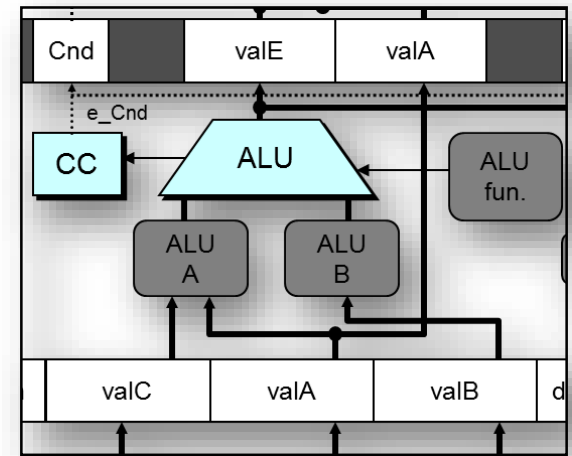 Cnd
valE
valA
e_Cnd
CC
ALU
ALU
fun.
ALU
A
ALU
B
valC
valA
valB
d